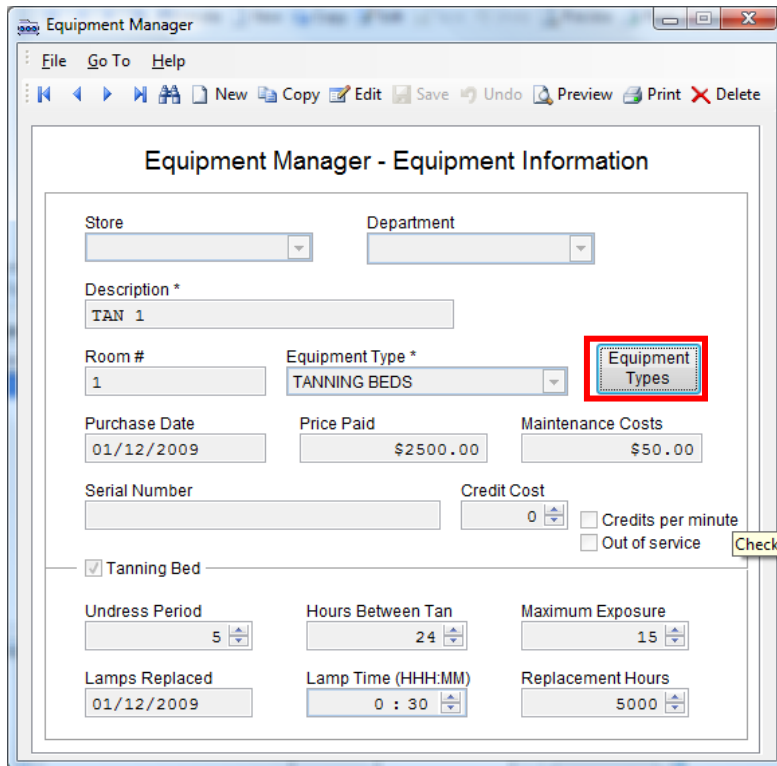 Equipment Manager
File Go To Help
New Copy Edit Save Undo Preview Print Delete
Equipment Manager - Equipment Information
Store Department
Description *
TAN 1
Room # Equipment Type * Equipment Types
1 TANNING BEDS
Purchase Date Price Paid Maintenance Costs
01/12/2009 $2500.00 $50.00
Serial Number Credit Cost
0 Credits per minute
Out of service Check
Tanning Bed
Undress Period Hours Between Tan Maximum Exposure
5 24 15
Lamps Replaced Lamp Time (HHH:MM) Replacement Hours
01/12/2009 0 : 30 5000